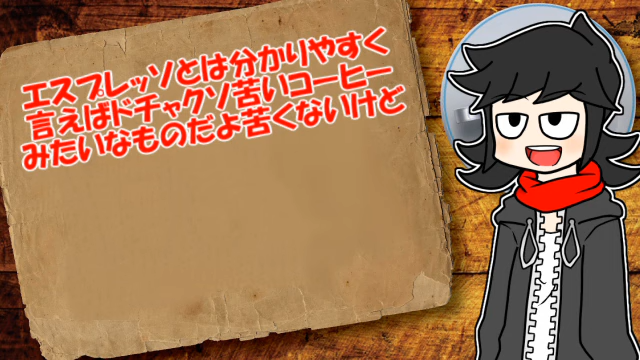 エスプレッソとは分かりやすく
言えばドチャクソ苦いコーヒー
みたいなものだよ苦くないけど